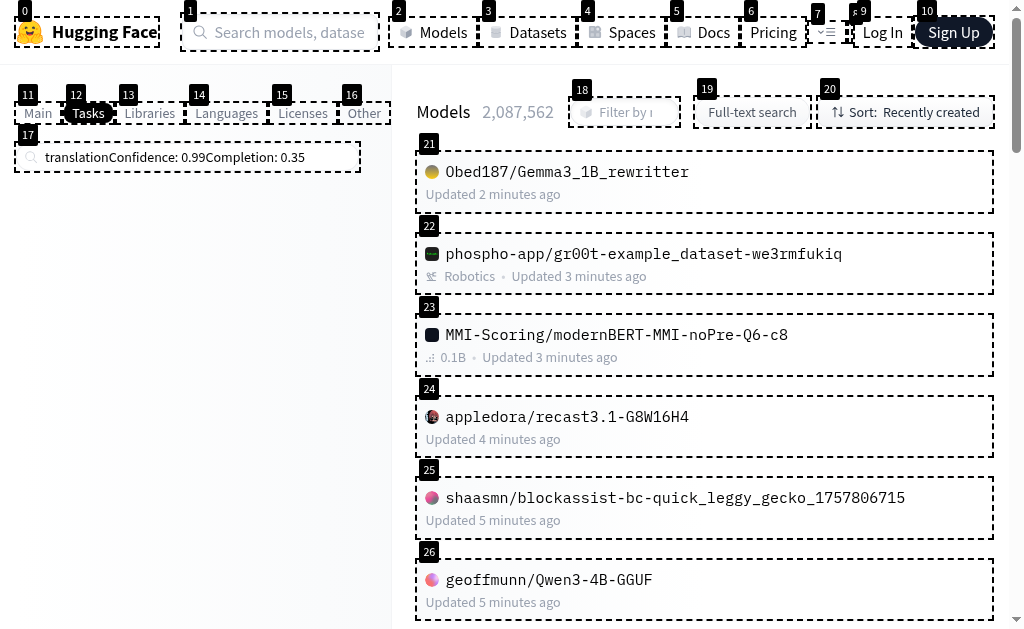 0 1 2 3 4 5 6 7 9 10
Hugging Face
Search models, datase
Models
Datasets
Spaces
Docs
Pricing
Log In
Sign Up
11 12 13 14 15 16
Main
Tasks
Libraries
Languages
Licenses
Other
17
translationConfidence: 0.99Completion: 0.35
18 19 20
Models 2,087,562
Filter by
Full-text search
Sort: Recently created
21
Obed187/Gemma3_1B_rewritter
Updated 2 minutes ago
22
phospho-app/gr00t-example_dataset-we3rmfukiq
Robotics • Updated 3 minutes ago
23
MMI-Scoring/modernBERT-MMI-noPre-Q6-c8
0.1B • Updated 3 minutes ago
24
appledora/recast3.1-G8W16H4
Updated 4 minutes ago
25
shaasmn/blockassist-bc-quick_leggy_gecko_1757806715
Updated 5 minutes ago
26
geoffmunn/Qwen3-4B-GGUF
Updated 5 minutes ago